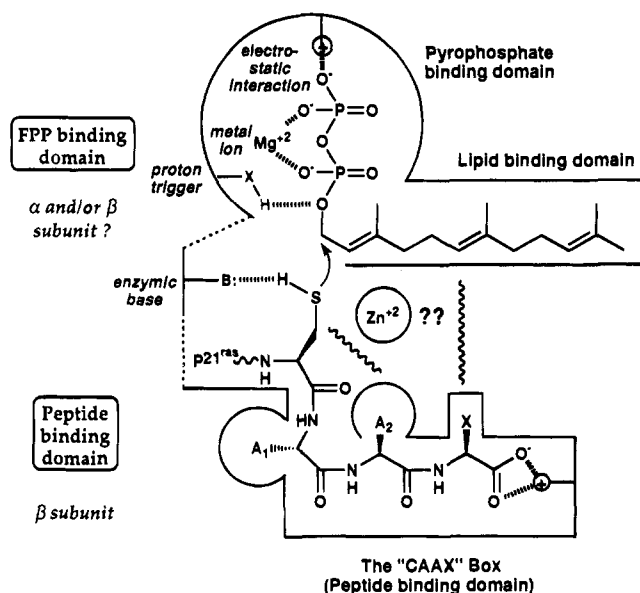 electro-
static
interaction
Pyrophosphate
binding domain
O-
O-
P
O
metal
ion
Mg+2
O
FPP binding
domain
O-
P
O
Lipid binding domain
proton
trigger
X
H
O
α and/or β
subunit ?
enzymic
base
B:
H
S
Zn+2
??
p21ras
N
H
O
Peptide
binding
domain
HN
A2
X
A1
O-
H
N
O
N
H
O
O
β subunit
The "CAAX" Box
(Peptide binding domain)